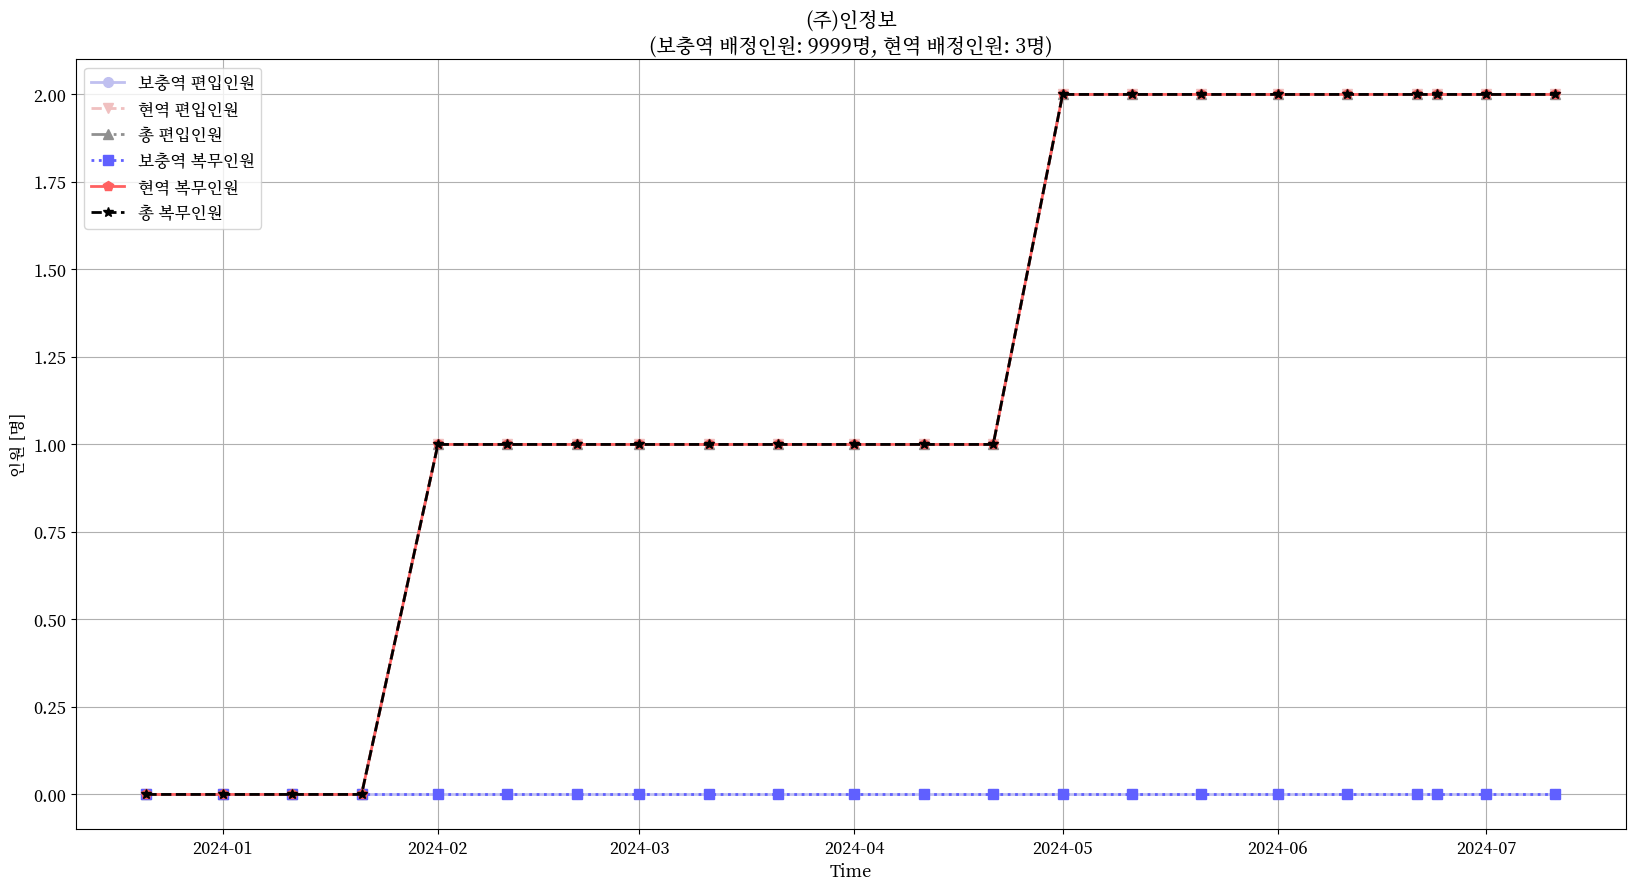 (주)인정보
(보충역 배정인원: 9999명, 현역 배정인원: 3명)
보충역 편입인원
현역 편입인원
총 편입인원
보충역 복무인원
현역 복무인원
총 복무인원
인원 [명]
2.00
1.75
1.50
1.25
1.00
0.75
0.50
0.25
0.00
2024-01
2024-02
2024-03
2024-04
2024-05
2024-06
2024-07
Time